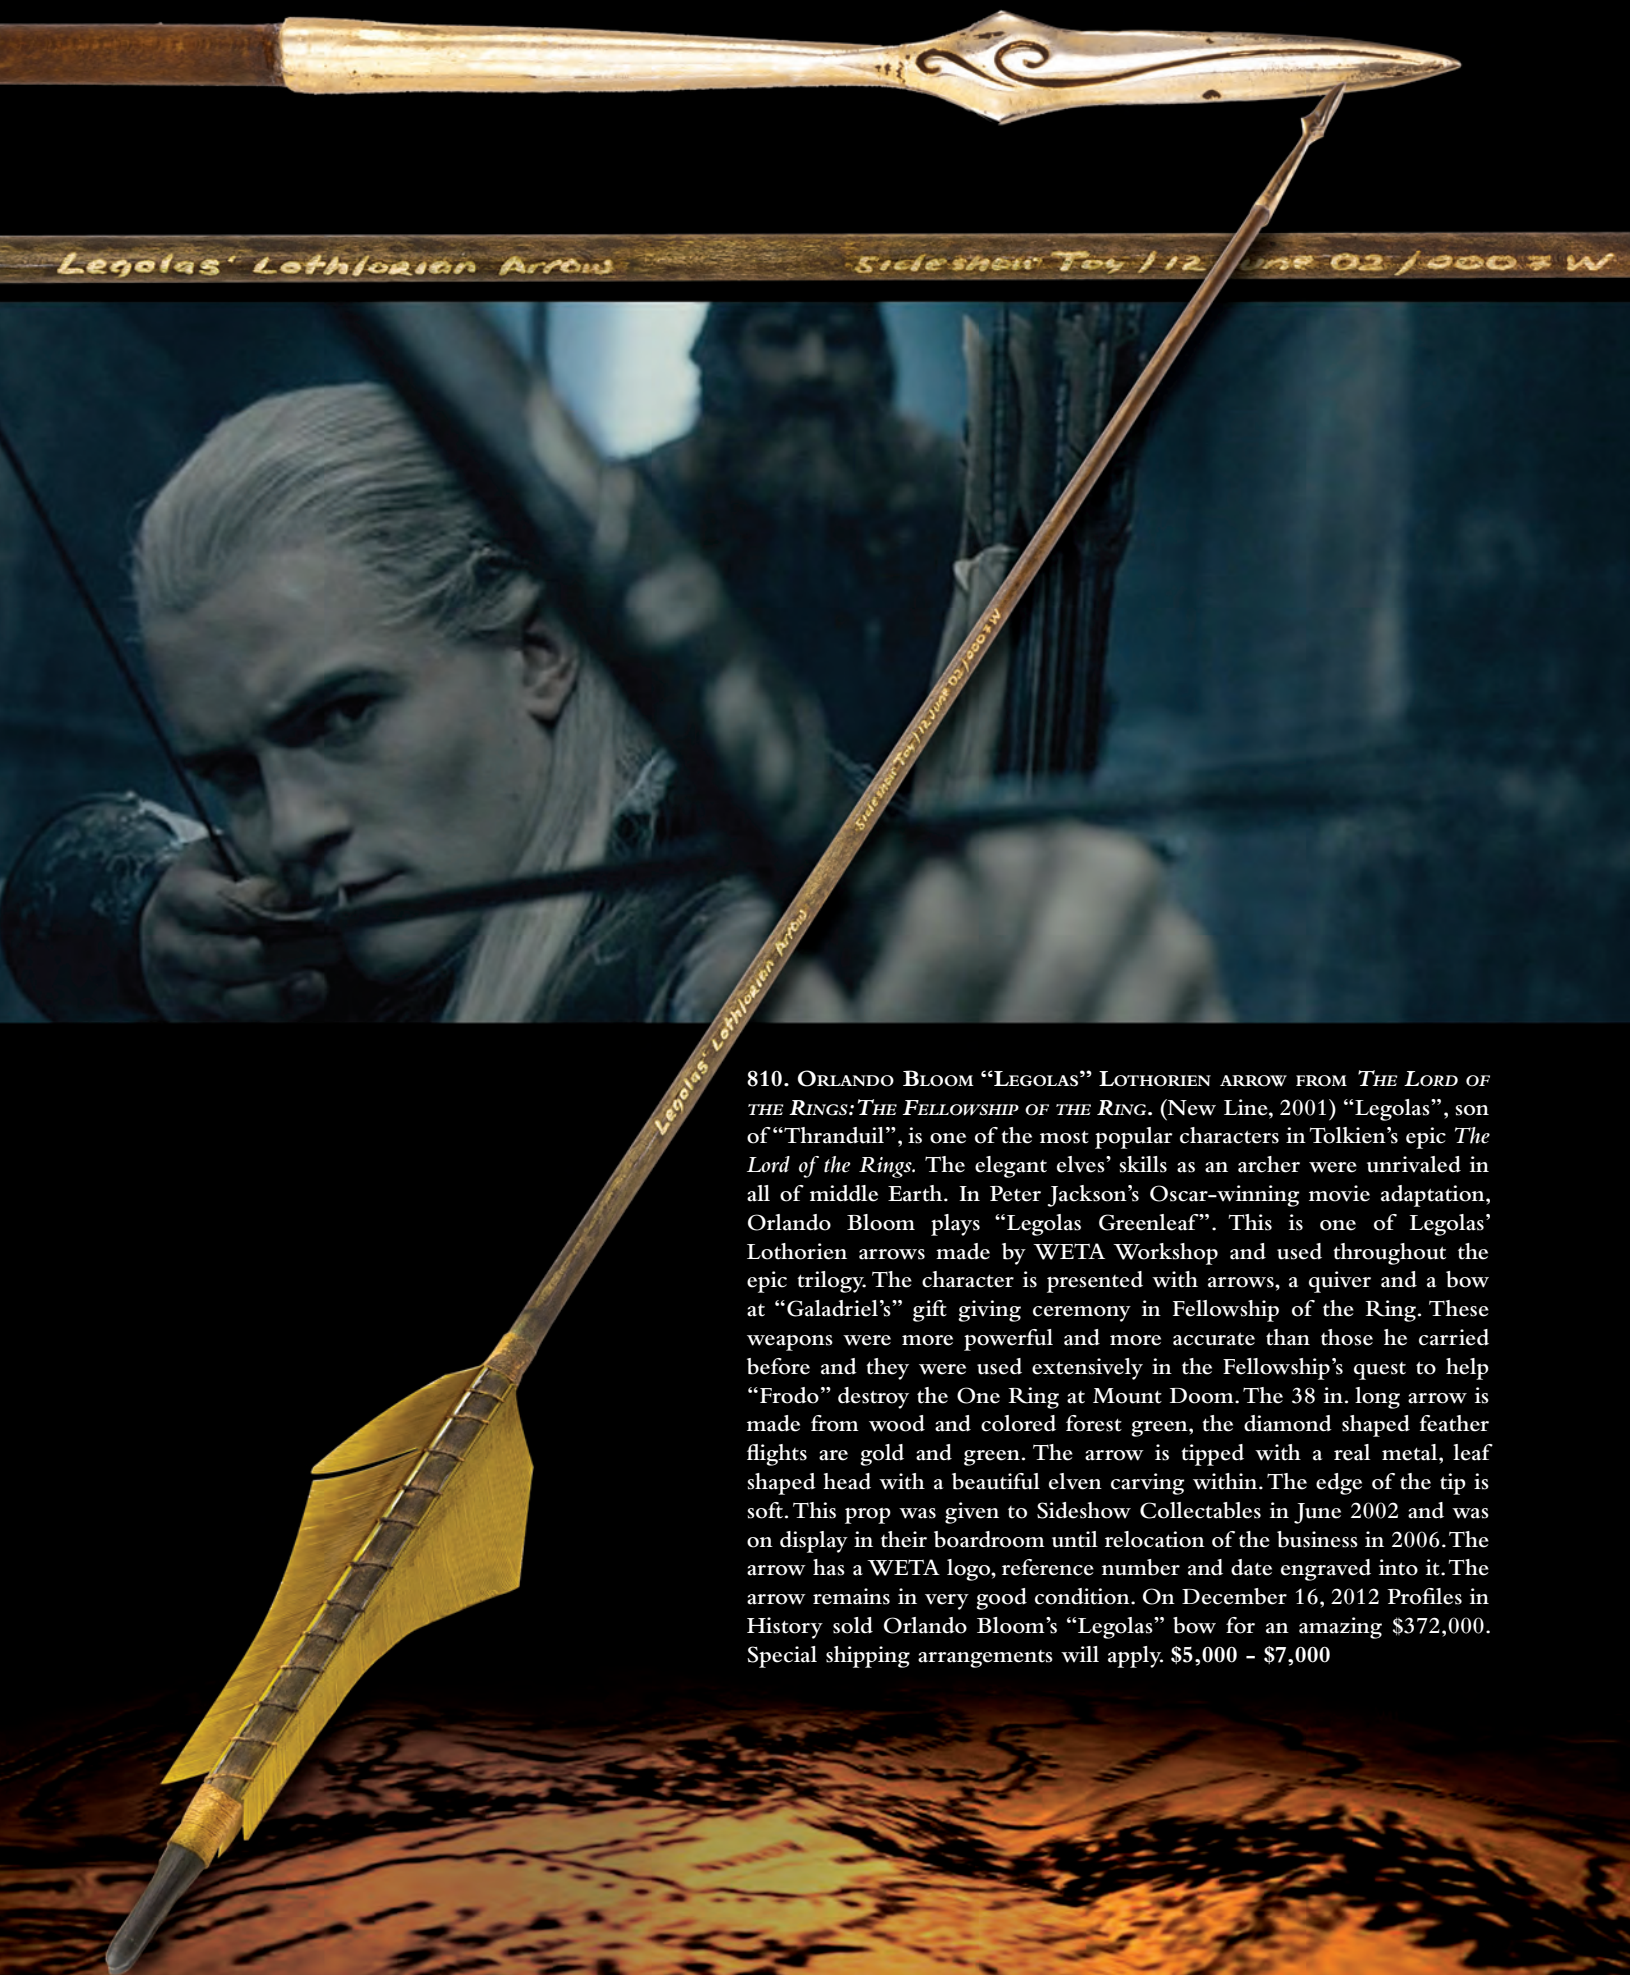 Legolas' Lothlorian Arrow Sideshow Toy / 12 June 02 / 0007 W
Legolas' Lothlorian Arrow Sideshow Toy / 12 June 02 / 0007 W
810. ORLANDO BLOOM “LEGOLAS” LOTHORIEN ARROW FROM THE LORD OF
THE RINGS: THE FELLOWSHIP OF THE RING. (New Line, 2001) “Legolas”, son
of “Thranduil”, is one of the most popular characters in Tolkien’s epic The
Lord of the Rings. The elegant elves’ skills as an archer were unrivaled in
all of middle Earth. In Peter Jackson’s Oscar-winning movie adaptation,
Orlando Bloom plays “Legolas Greenleaf”. This is one of Legolas’
Lothorien arrows made by WETA Workshop and used throughout the
epic trilogy. The character is presented with arrows, a quiver and a bow
at “Galadriel’s” gift giving ceremony in Fellowship of the Ring. These
weapons were more powerful and more accurate than those he carried
before and they were used extensively in the Fellowship’s quest to help
“Frodo” destroy the One Ring at Mount Doom. The 38 in. long arrow is
made from wood and colored forest green, the diamond shaped feather
flights are gold and green. The arrow is tipped with a real metal, leaf
shaped head with a beautiful elven carving within. The edge of the tip is
soft. This prop was given to Sideshow Collectables in June 2002 and was
on display in their boardroom until relocation of the business in 2006. The
arrow has a WETA logo, reference number and date engraved into it. The
arrow remains in very good condition. On December 16, 2012 Profiles in
History sold Orlando Bloom’s “Legolas” bow for an amazing $372,000.
Special shipping arrangements will apply. $5,000 - $7,000